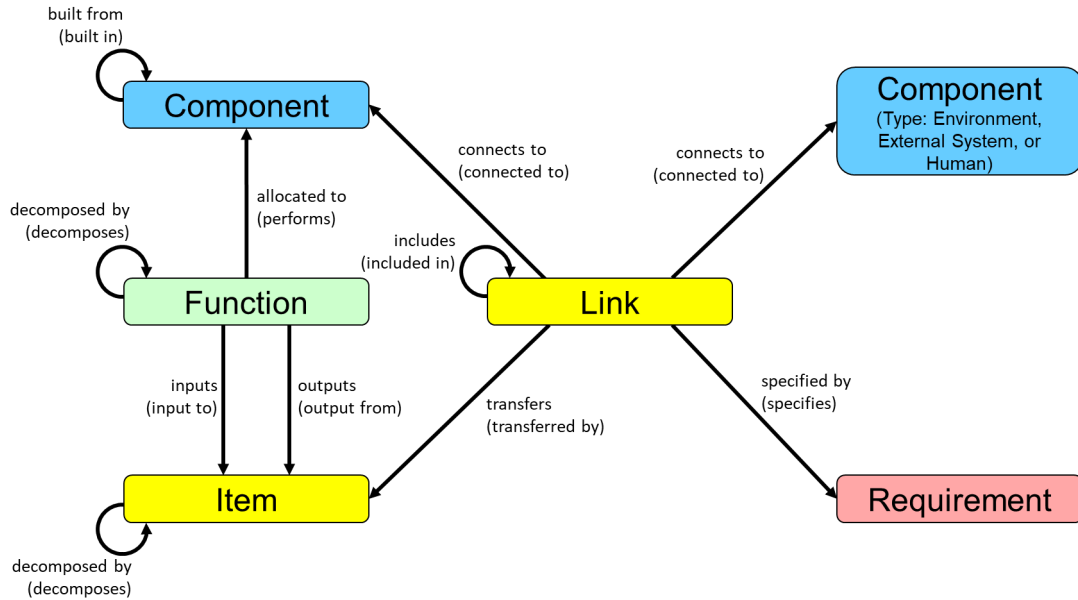 built from
(built in)
Component
Component
(Type: Environment,
External System, or
Human)
connects to
(connected to)
connects to
(connected to)
allocated to
(performs)
decomposed by
(decomposes)
includes
(included in)
Function
Link
inputs
(input to)
outputs
(output from)
transfers
(transferred by)
specified by
(specifies)
Item
Requirement
decomposed by
(decomposes)